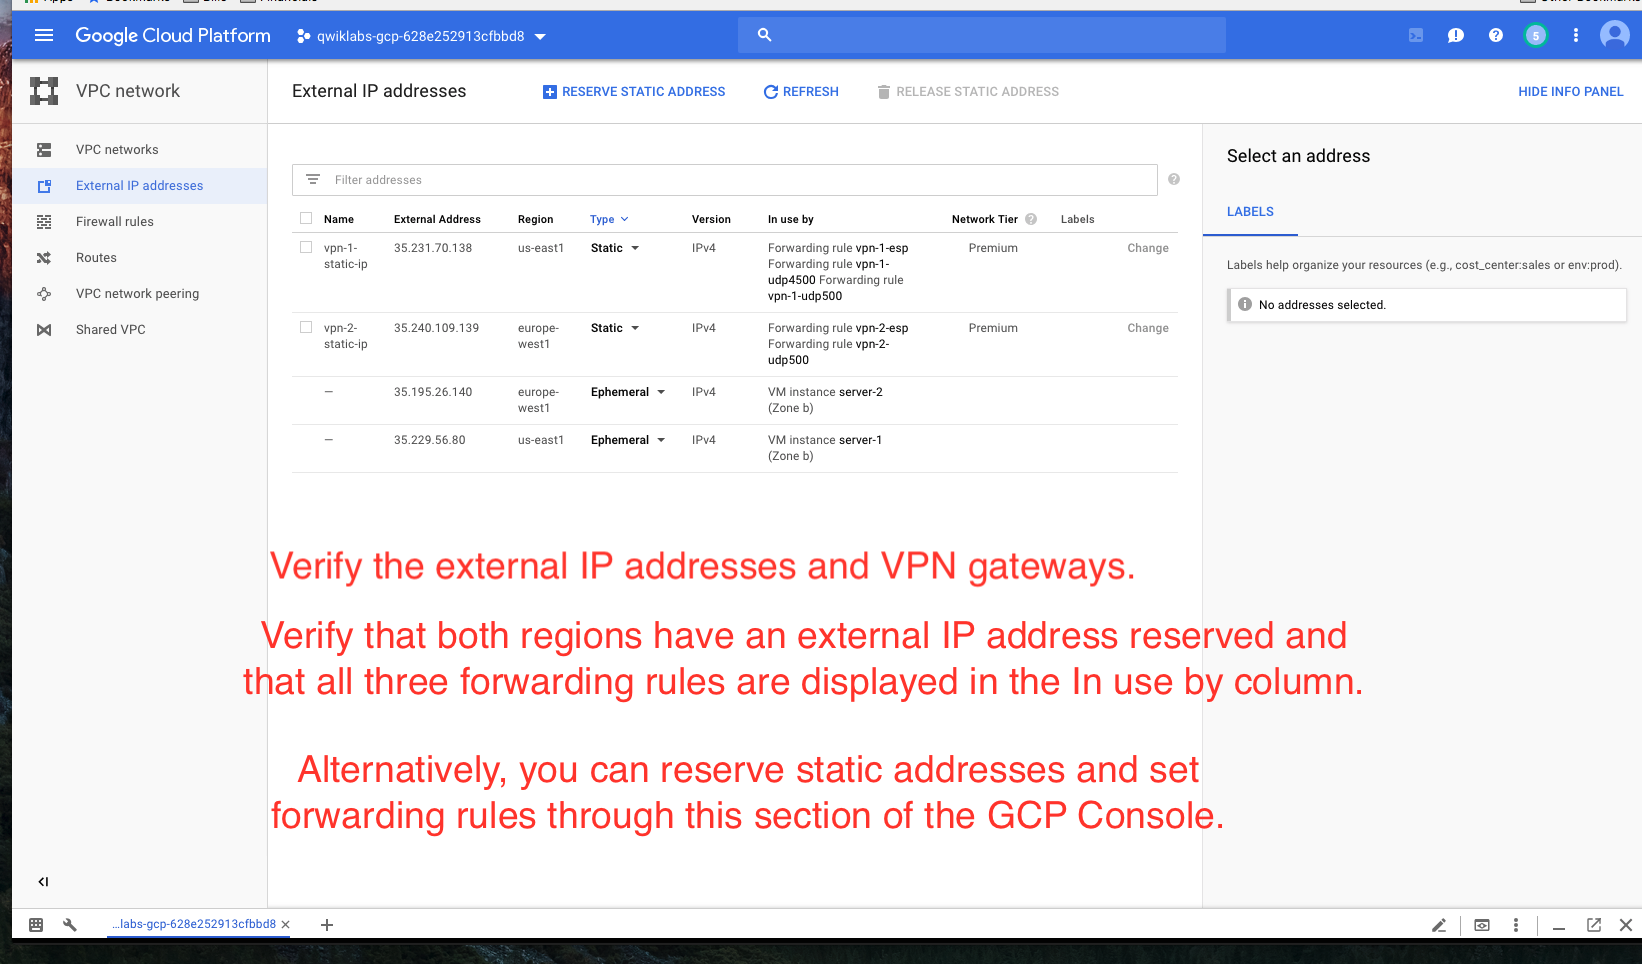 Google Cloud Platform
qwiklabs-gcp-628e252913cfbbd8
5
VPC network
External IP addresses
RESERVE STATIC ADDRESS
REFRESH
RELEASE STATIC ADDRESS
HIDE INFO PANEL
VPC networks
External IP addresses
Firewall rules
Routes
VPC network peering
Shared VPC
Filter addresses
Name External Address Region Type Version In use by Network Tier Labels
vpn-1- 35.231.70.138 us-east1 Static IPv4 Forwarding rule vpn-1-esp Premium Change
static-ip Forwarding rule vpn-1-
udp4500 Forwarding rule
vpn-1-udp500
vpn-2- 35.240.109.139 europe- Static IPv4 Forwarding rule vpn-2-esp Premium Change
static-ip west1 Forwarding rule vpn-2-
udp500
— 35.195.26.140 europe- Ephemeral IPv4 VM instance server-2
west1 (Zone b)
— 35.229.56.80 us-east1 Ephemeral IPv4 VM instance server-1
(Zone b)
Select an address
LABELS
Labels help organize your resources (e.g., cost_center:sales or env:prod).
No addresses selected.
Verify the external IP addresses and VPN gateways.
Verify that both regions have an external IP address reserved and
that all three forwarding rules are displayed in the In use by column.
Alternatively, you can reserve static addresses and set
forwarding rules through this section of the GCP Console.
...labs-gcp-628e252913cfbbd8